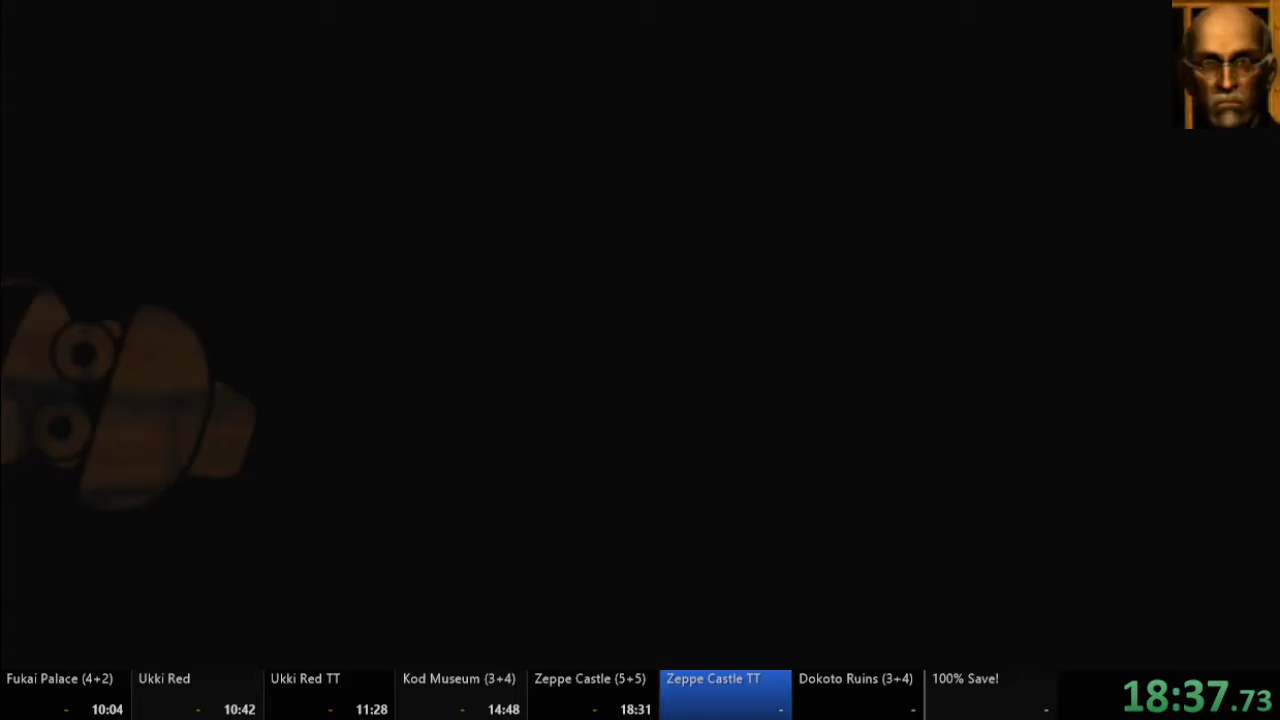 Fukai Palace (4+2)
- 10:04
Ukki Red
- 10:42
Ukki Red TT
- 11:28
Kod Museum (3+4)
- 14:48
Zeppe Castle (5+5)
- 18:31
Zeppe Castle TT
-
Dokoto Ruins (3+4)
-
100% Save!
-
18:37.73